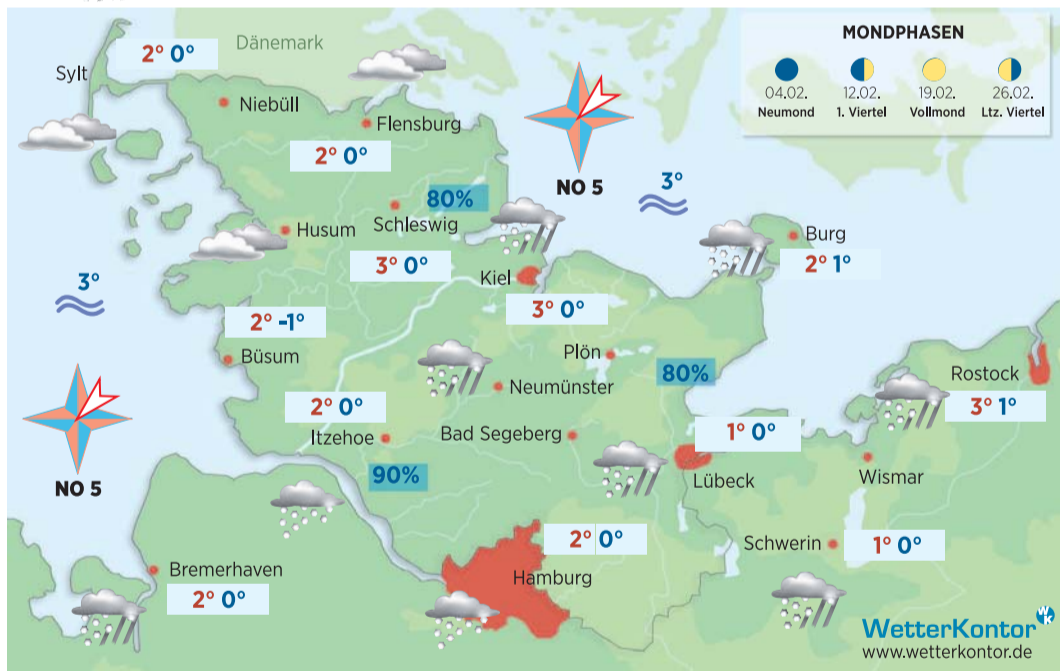 MONDPHASEN
04.02.
12.02.
19.02.
26.02.
Neumond
1. Viertel
Vollmond
Ltz. Viertel
2° 0°
Dänemark
Sylt
Niebüll
Flensburg
2° 0°
NO 5
3°
80%
Schleswig
Husum
Burg
2° 1°
3° 0°
Kiel
3° 0°
3°
2° -1°
Büsum
Plön
80%
Neumünster
Rostock
3° 1°
2° 0°
Itzehoe
Bad Segeberg
1° 0°
Lübeck
Wismar
NO 5
90%
2° 0°
Hamburg
Schwerin
1° 0°
Bremerhaven
2° 0°
WetterKontor
WK
www.wetterkontor.de